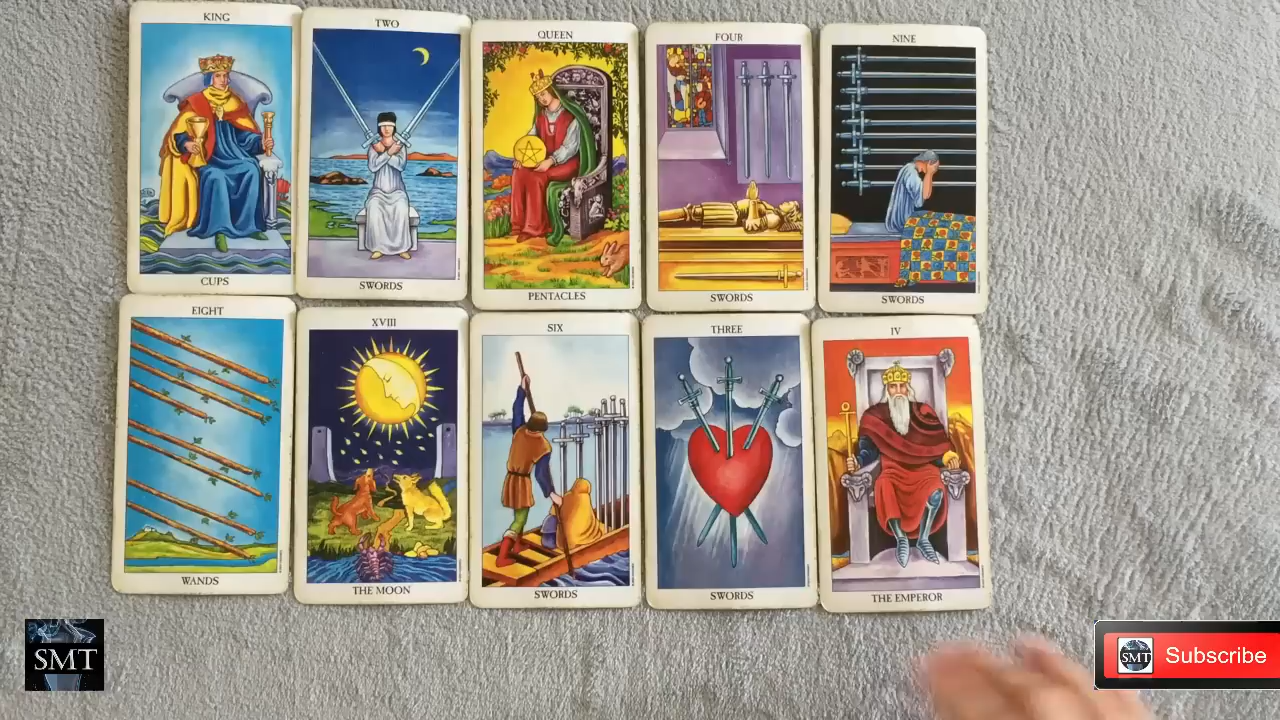 KING
CUPS
TWO
SWORDS
QUEEN
PENTACLES
FOUR
SWORDS
NINE
SWORDS
EIGHT
WANDS
XVIII
THE MOON
SIX
SWORDS
THREE
SWORDS
IV
THE EMPEROR
SMT
SMT
Subscribe